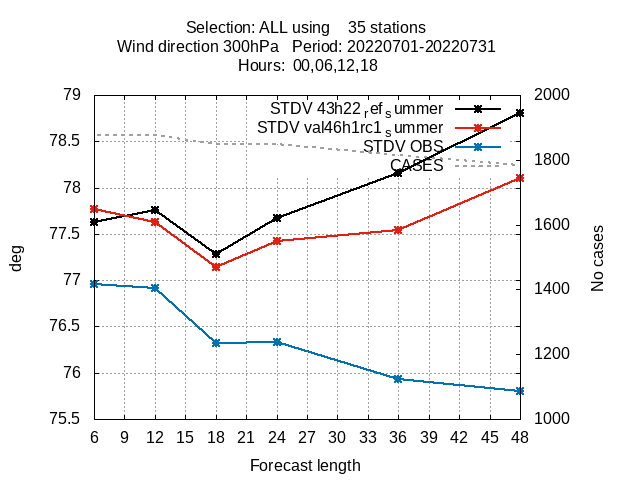 Selection: ALL using 35 stations
Wind direction 300hPa Period: 20220701-20220731
Hours: 00,06,12,18
79
78.5
78
77.5
77
76.5
76
75.5
deg
STDV 43h22ref_summer
STDV val46h1rc1summer
STDV OBS
CASES
2000
1800
1600
1400
1200
1000
No cases
6 9 12 15 18 21 24 27 30 33 36 39 42 45 48
Forecast length